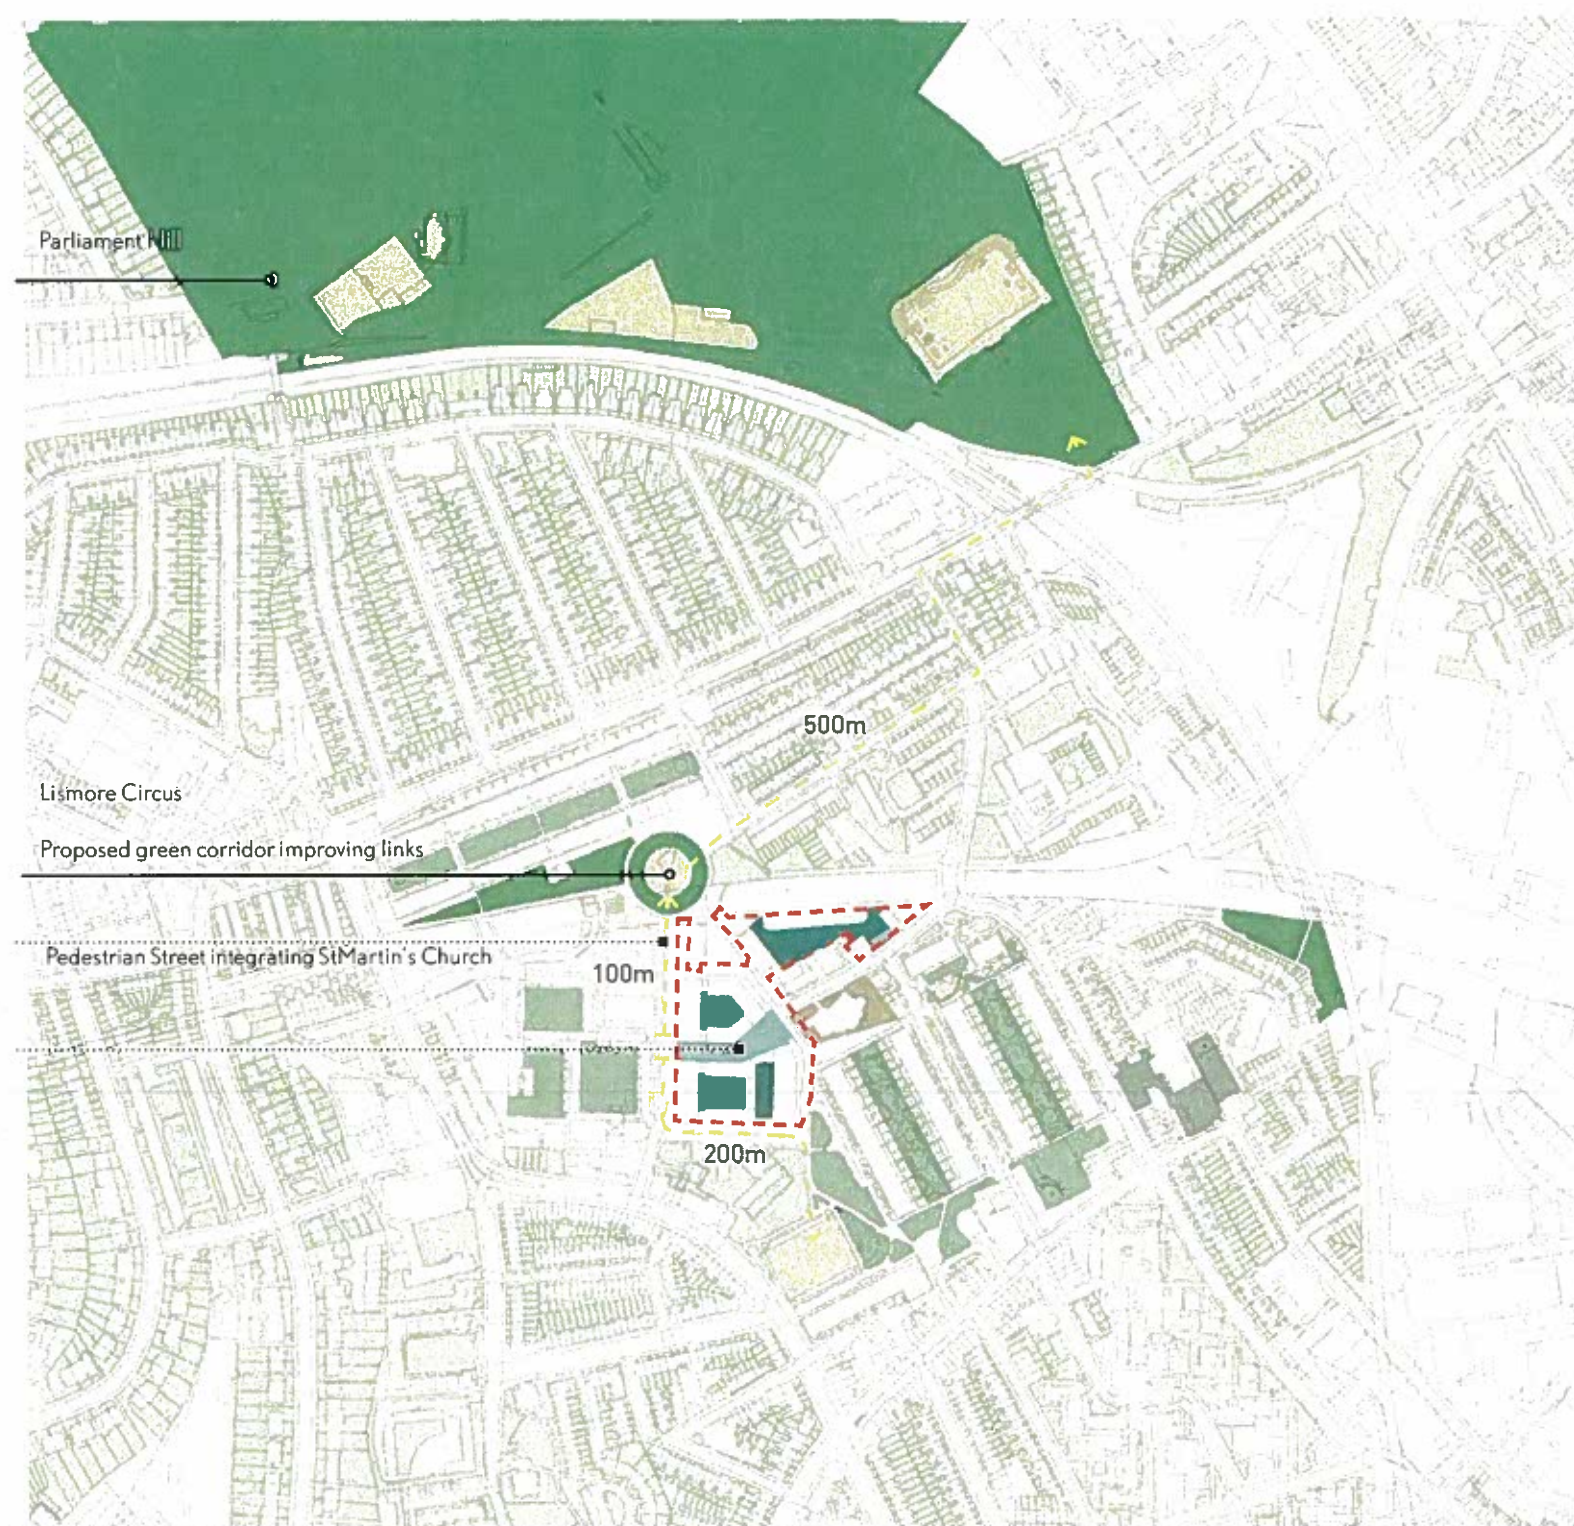 Parliament Hill
500m
Lismore Circus
Proposed green corridor improving links
Pedestrian Street integrating StMartin's Church
100m
200m